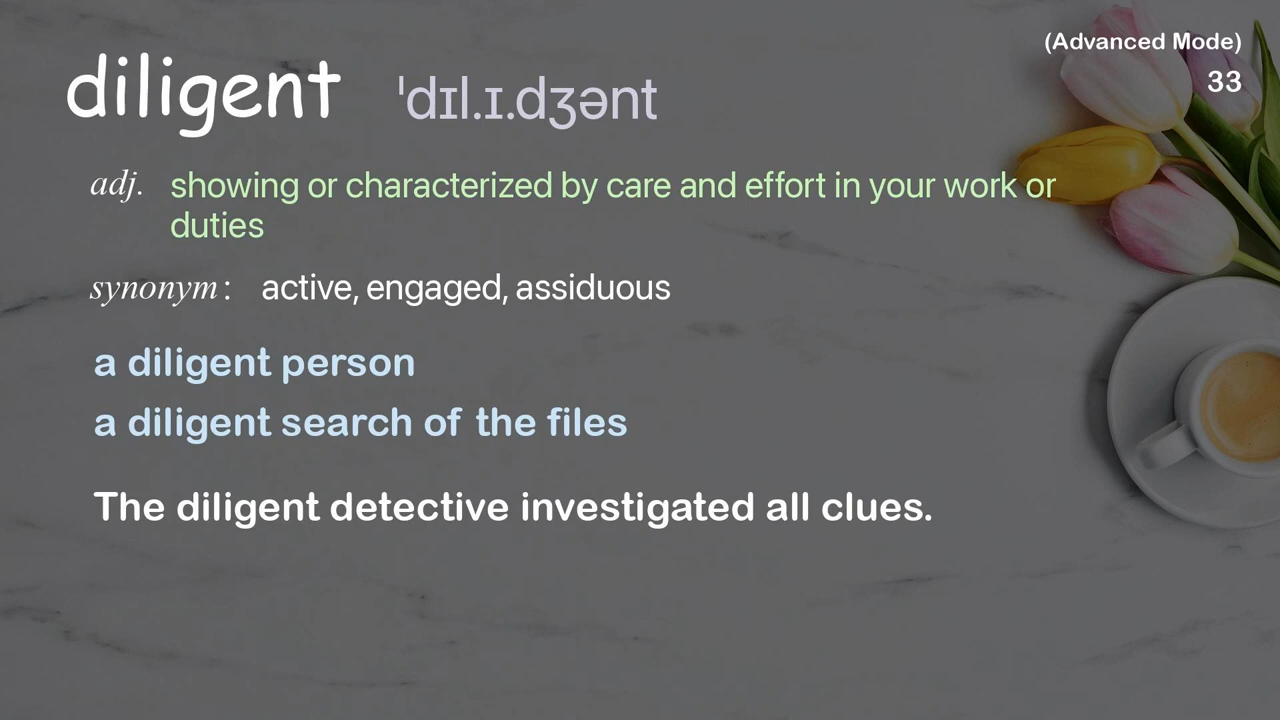 (Advanced Mode)
33
diligent ˈdɪl.ɪ.dʒənt
adj. showing or characterized by care and effort in your work or
duties
synonym: active, engaged, assiduous
a diligent person
a diligent search of the files
The diligent detective investigated all clues.